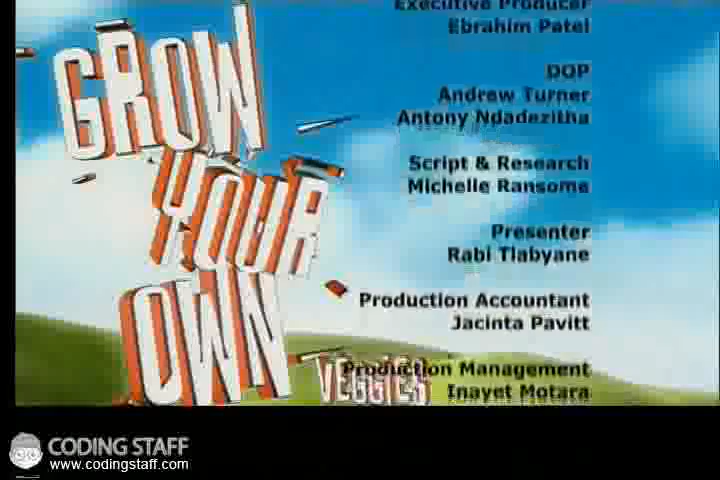 GROW
YOUR
OWN
VEGGIES
Executive Producer
Ebrahim Patel
DOP
Andrew Turner
Antony Ndadezitha
Script & Research
Michelle Ransome
Presenter
Rabi Tlabyane
Production Accountant
Jacinta Pavitt
Production Management
Inayet Motara
CODING STAFF
www.codingstaff.com